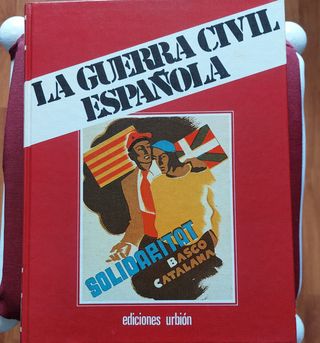 LA GUERRA CIVIL
ESPAÑOLA
SOLIDARITAT
BASCO
CATALANA
ediciones urbión